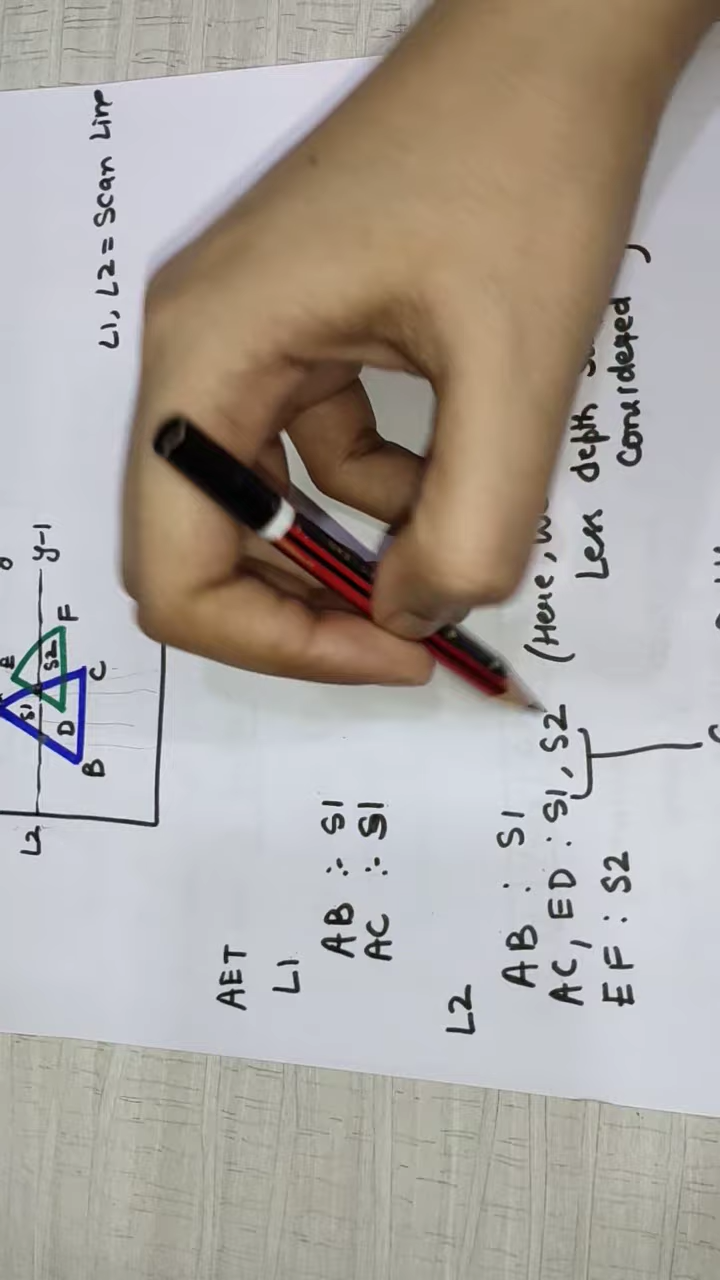 L1, L2 = Scan Line
y-1
L2
E
F
S1
S2
D
C
B
AET
L1
AB : S1
AC : S1
L2
AB : S1
AC, ED : S1, S2 (Here,
Less depth
considered
EF : S2